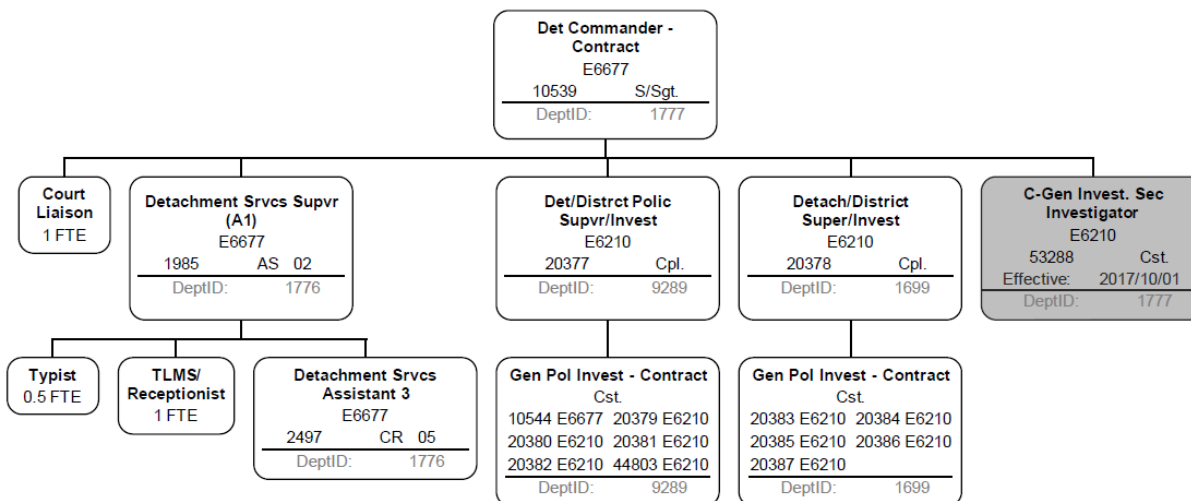 Det Commander -
Contract
E6677
10539 S/Sgt.
DeptID: 1777
Court
Liaison
1 FTE
Detachment Srvcs Supvr
(A1)
E6677
1985 AS 02
DeptID: 1776
Det/Distrct Polic
Supvr/Invest
E6210
20377 Cpl.
DeptID: 9289
Detach/District
Super/Invest
E6210
20378 Cpl.
DeptID: 1699
C-Gen Invest. Sec
Investigator
E6210
53288 Cst.
Effective: 2017/10/01
DeptID: 1777
Typist
0.5 FTE
TLMS/
Receptionist
1 FTE
Detachment Srvcs
Assistant 3
E6677
2497 CR 05
DeptID: 1776
Gen Pol Invest - Contract
Cst.
10544 E6677 20379 E6210
20380 E6210 20381 E6210
20382 E6210 44803 E6210
DeptID: 9289
Gen Pol Invest - Contract
Cst.
20383 E6210 20384 E6210
20385 E6210 20386 E6210
20387 E6210
DeptID: 1699